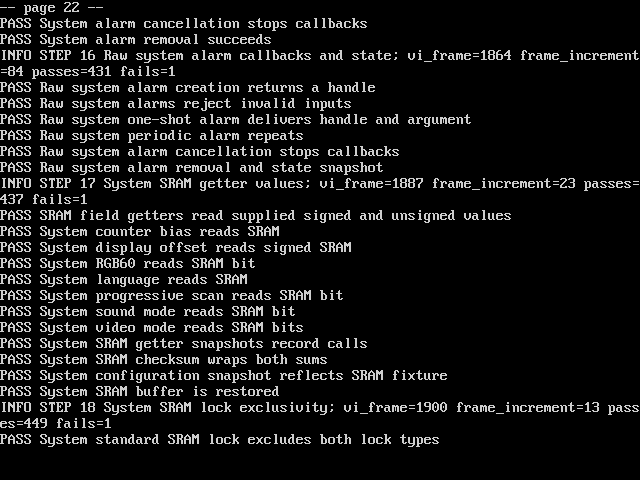 -- page 22 --
PASS System alarm cancellation stops callbacks
PASS System alarm removal succeeds
INFO STEP 16 Raw system alarm callbacks and state; vi_frame=1864 frame_increment
=84 passes=431 fails=1
PASS Raw system alarm creation returns a handle
PASS Raw system alarms reject invalid inputs
PASS Raw system one-shot alarm delivers handle and argument
PASS Raw system periodic alarm repeats
PASS Raw system alarm cancellation stops callbacks
PASS Raw system alarm removal and state snapshot
INFO STEP 17 System SRAM getter values; vi_frame=1887 frame_increment=23 passes=
437 fails=1
PASS SRAM field getters read supplied signed and unsigned values
PASS System counter bias reads SRAM
PASS System display offset reads signed SRAM
PASS System RGB60 reads SRAM bit
PASS System language reads SRAM
PASS System progressive scan reads SRAM bit
PASS System sound mode reads SRAM bit
PASS System video mode reads SRAM bits
PASS System SRAM getter snapshots record calls
PASS System SRAM checksum wraps both sums
PASS System configuration snapshot reflects SRAM fixture
PASS System SRAM buffer is restored
INFO STEP 18 System SRAM lock exclusivity; vi_frame=1900 frame_increment=13 pass
es=449 fails=1
PASS System standard SRAM lock excludes both lock types